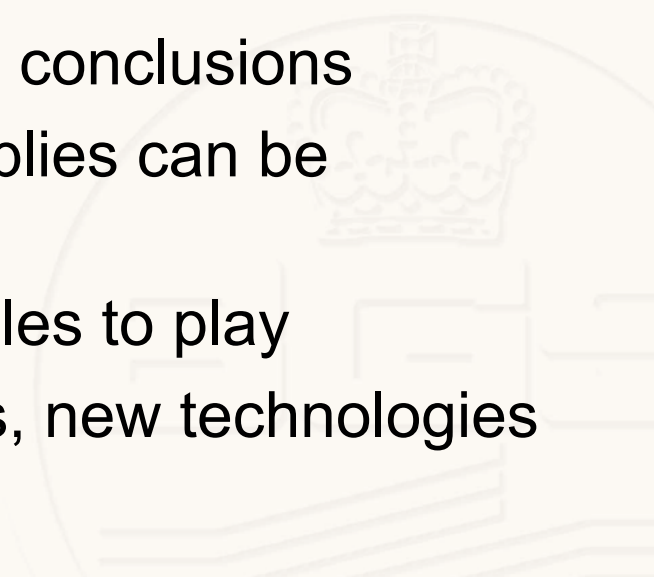 conclusions
plies can be
les to play
s, new technologies